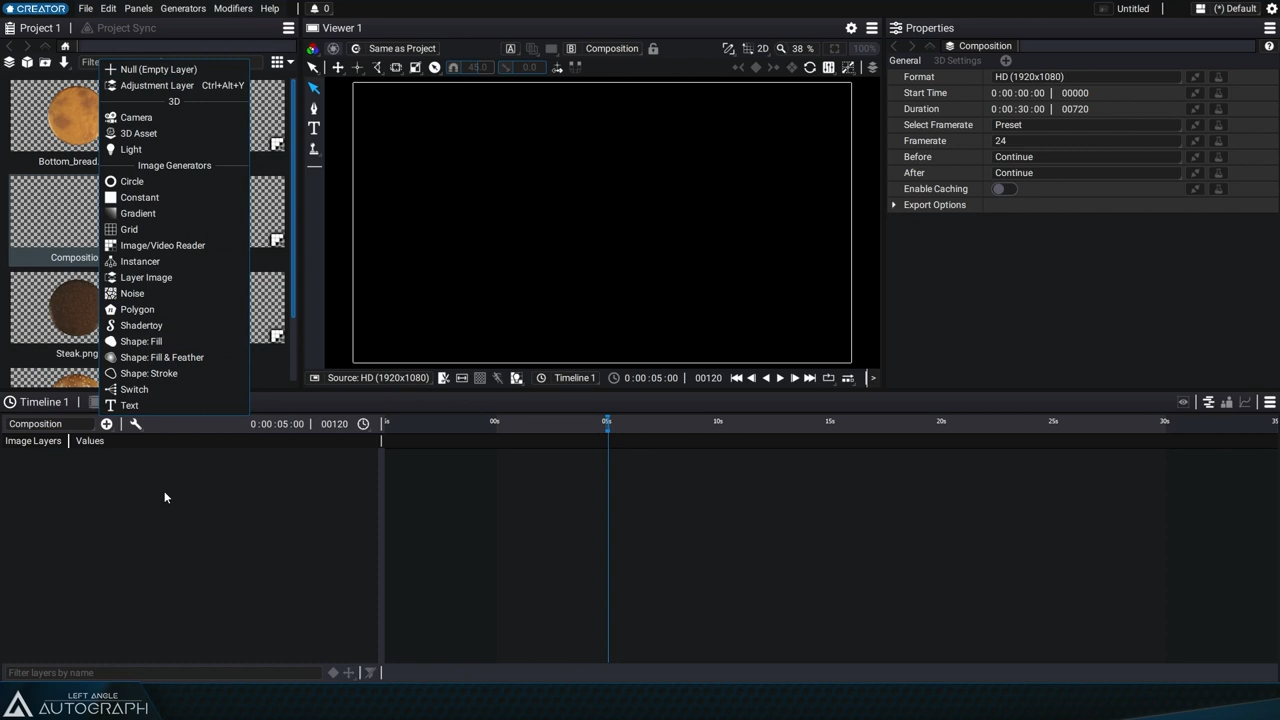 CREATOR File Edit Panels Generators Modifiers Help 0 Untitled (*) Default
Project 1 Project Sync Viewer 1 Properties
Same as Project A B Composition 2D 38 % 100% Composition
45.0 0.0 General 3D Settings
Null (Empty Layer)
Adjustment Layer Ctrl+Alt+Y
3D
Camera
3D Asset
Light
Image Generators
Circle
Constant
Gradient
Grid
Image/Video Reader
Instancer
Layer Image
Noise
Polygon
Shadertoy
Shape: Fill
Shape: Fill & Feather
Shape: Stroke
Switch
Text
Bottom_bread.
Compositio
Steak.png
Format HD (1920x1080)
Start Time 0:00:00:00 00000
Duration 0:00:30:00 00720
Select Framerate Preset
Framerate 24
Before Continue
After Continue
Enable Caching
Export Options
Source: HD (1920x1080) Timeline 1 0:00:05:00 00120 >
Timeline 1
Composition 0:00:05:00 00120 00s 05s 10s 15s 20s 25s 30s
Image Layers Values
Filter layers by name
LEFT ANGLE
AUTOGRAPH